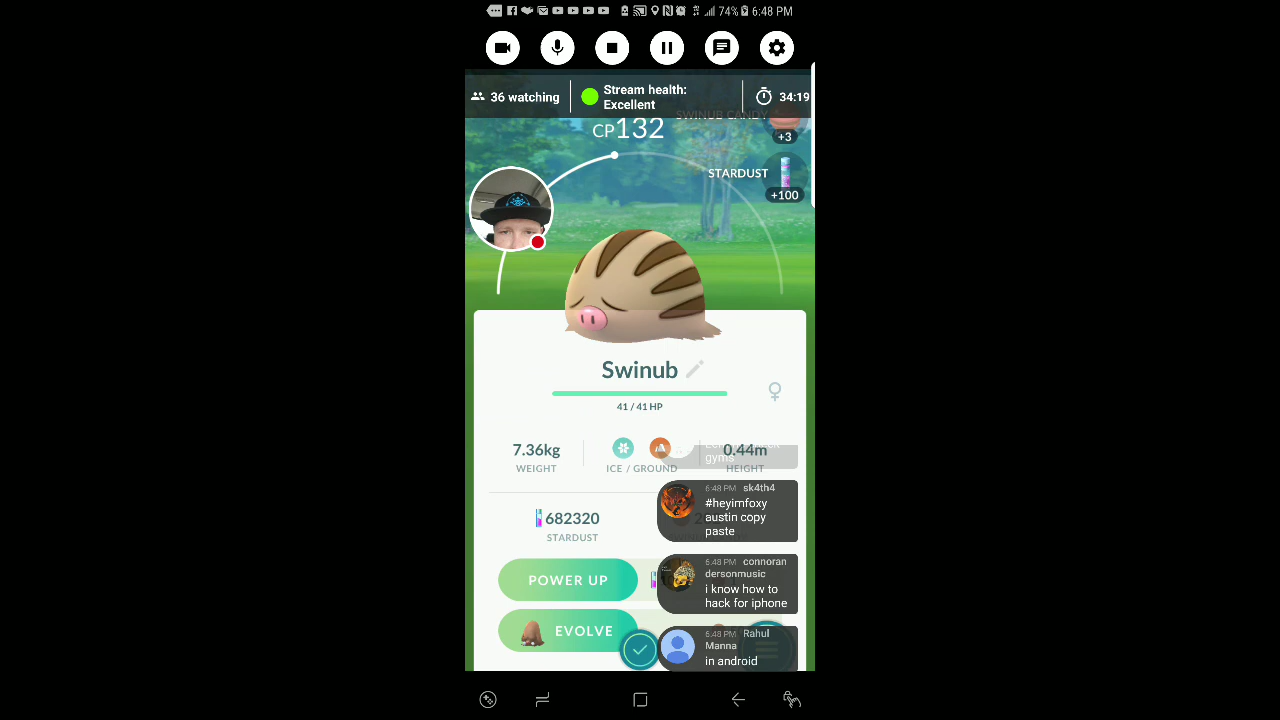 74% 6:48 PM
36 watching
Stream health:
Excellent
34:19
SWINUB CANDY
+3
CP132
STARDUST
+100
Swinub
41 / 41 HP
7.36kg
WEIGHT
ICE / GROUND
0.44m
HEIGHT
gyms
6:48 PM sk4th4
#heyimfoxy
austin copy
paste
682320
STARDUST
6:48 PM connoran
dersonmusic
i know how to
hack for iphone
POWER UP
EVOLVE
6:48 PM Rahul
Manna
in android